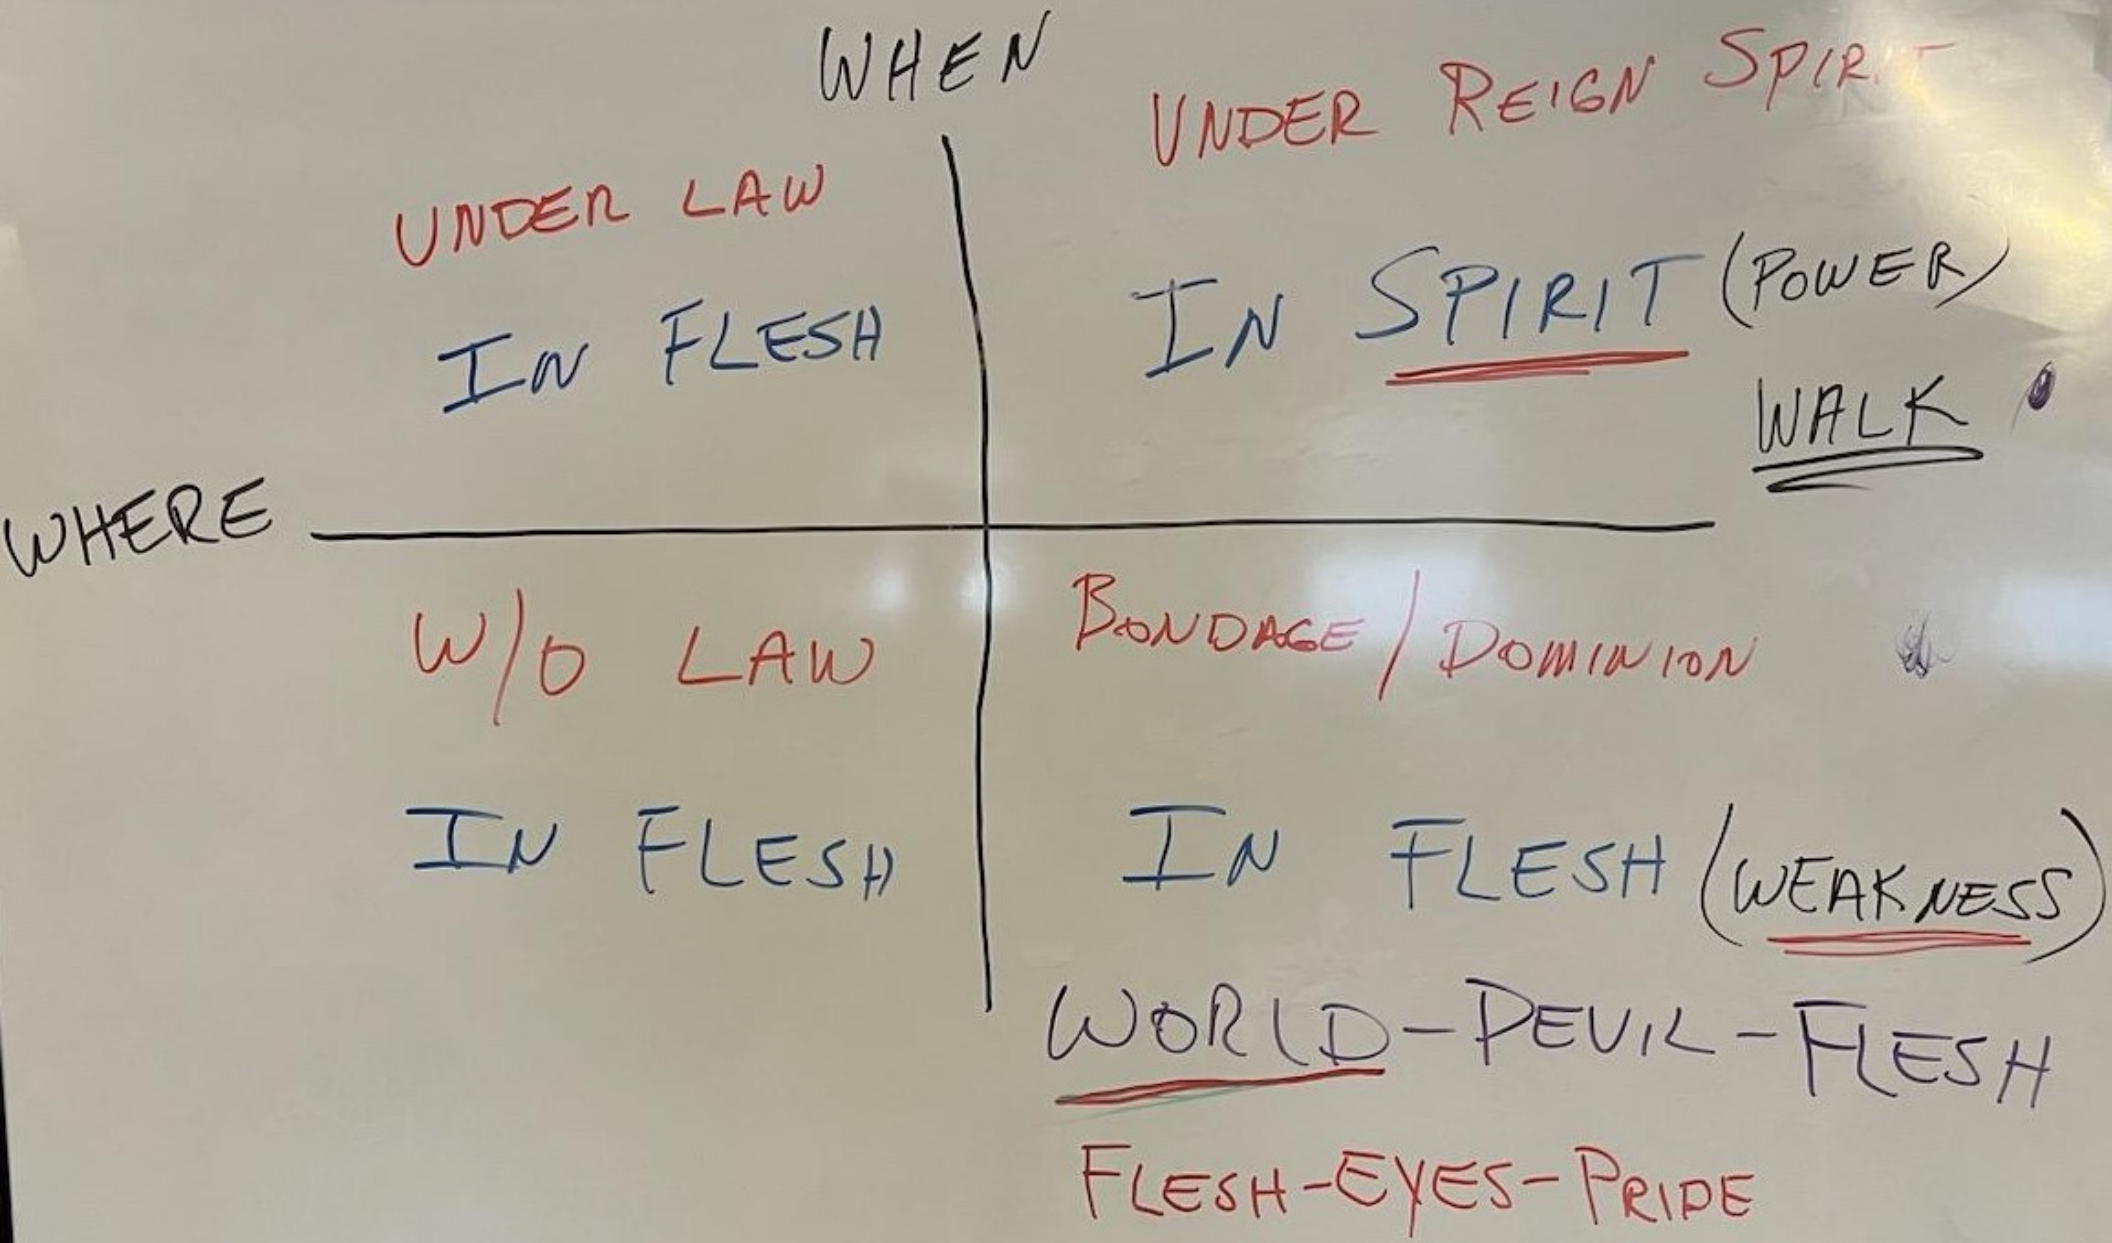 WHEN
UNDER LAW
IN FLESH
UNDER REIGN SPIRIT
IN SPIRIT (POWER)
WALK
WHERE
W/O LAW
IN FLESH
BONDAGE / DOMINION
IN FLESH (WEAKNESS)
WORLD-DEVIL-FLESH
FLESH-EYES-PRIDE